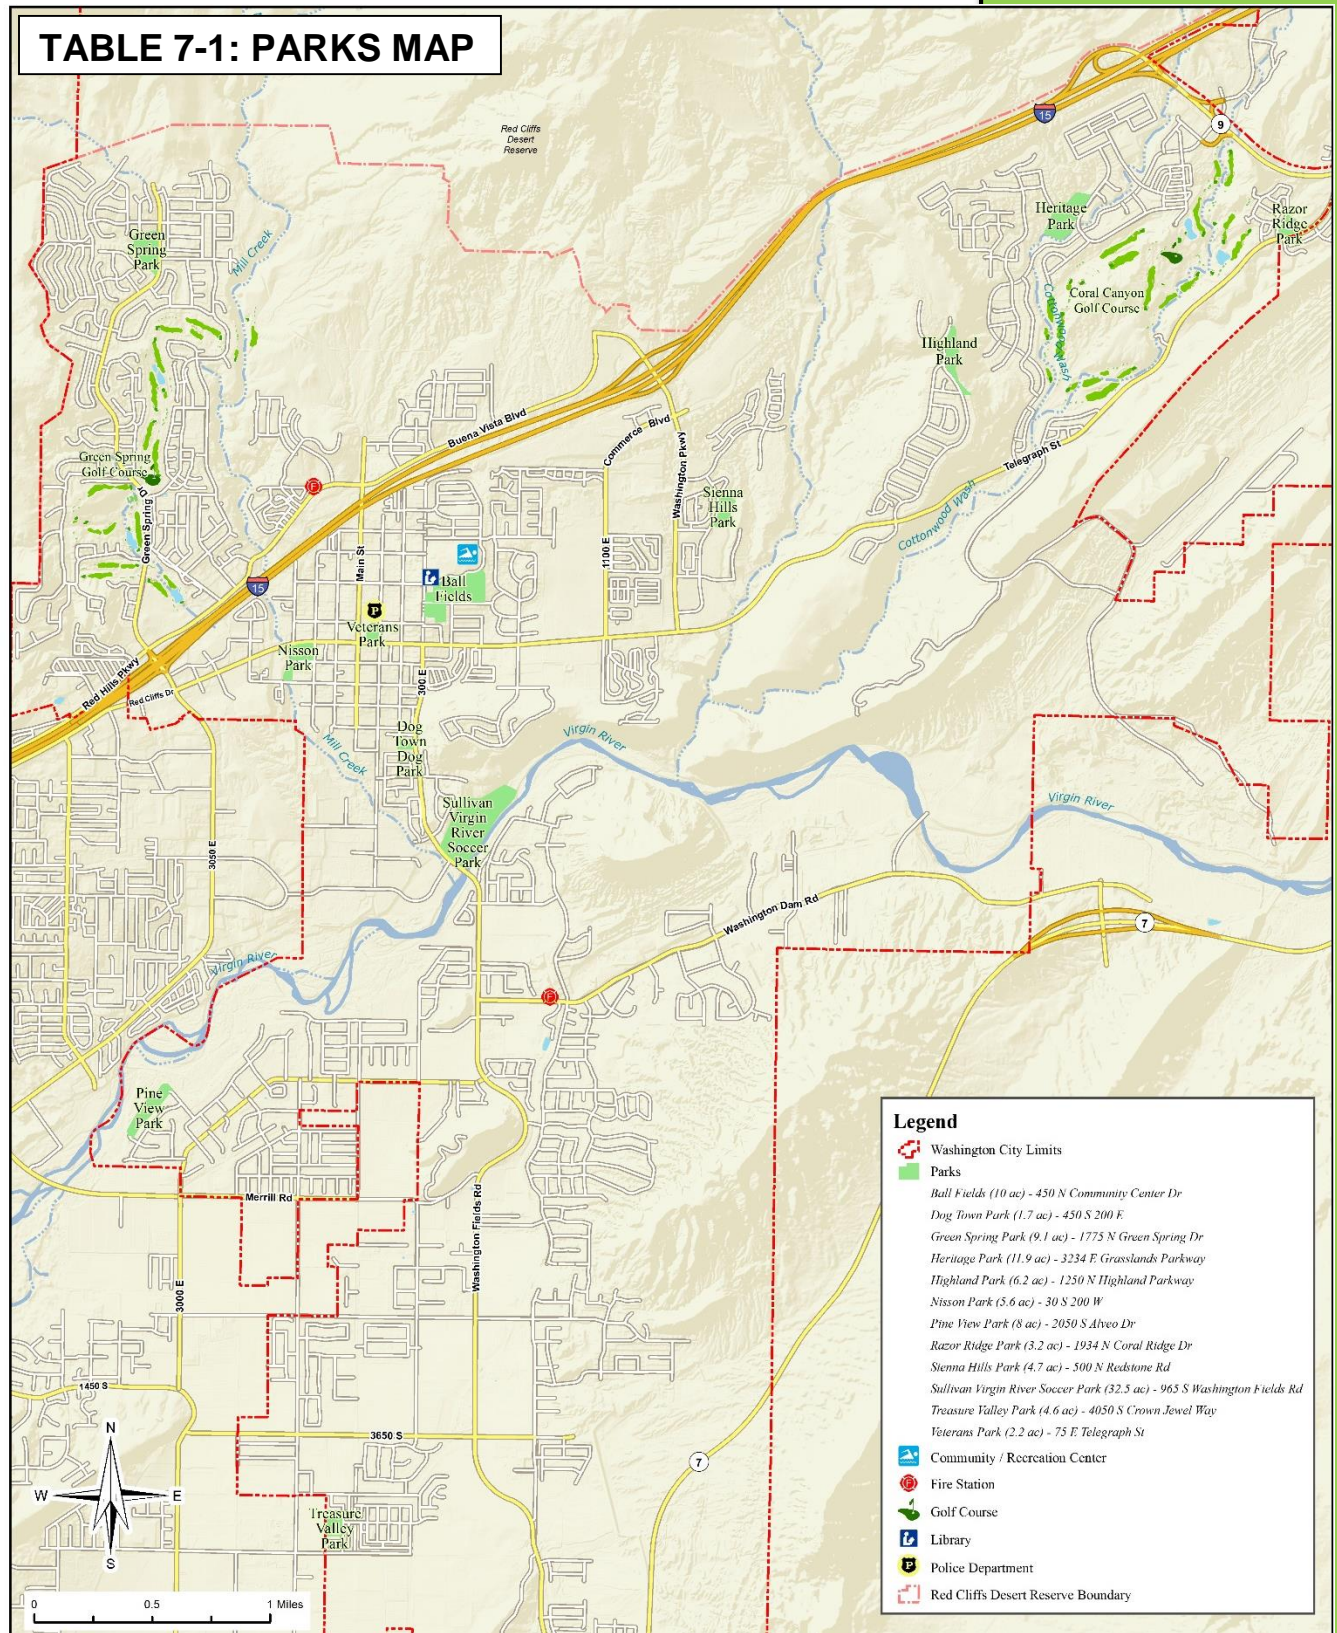 TABLE 7-1: PARKS MAP
Red Cliffs
Desert
Reserve
15
9
Green
Spring
Park
Mill Creek
Heritage
Park
Razor
Ridge
Park
Coral Canyon
Golf Course
Cottonwood Wash
Highland
Park
Buena Vista Blvd
Commerce Blvd
Washington Pkwy
Telegraph St
Green Spring
Golf Course
Green Spring Dr
F
Sienna
Hills
Park
Cottonwood Wash
Main St
1100 E
15
Ball
Fields
P
Veterans
Park
Nisson
Park
300 E
Red Hills Pkwy
Red Cliffs Dr
Dog
Town
Dog
Park
Virgin River
Mill Creek
Sullivan
Virgin
River
Soccer
Park
Virgin River
3050 E
Washington Dam Rd
7
Virgin River
F
Pine
View
Park
Merrill Rd
Washington Fields Rd
3000 E
1450 S
3650 S
7
Treasure
Valley
Park
N
W
E
S
0 0.5 1 Miles
Legend
Washington City Limits
Parks
Ball Fields (10 ac) - 450 N Community Center Dr
Dog Town Park (1.7 ac) - 450 S 200 E
Green Spring Park (9.1 ac) - 1775 N Green Spring Dr
Heritage Park (11.9 ac) - 3234 E Grasslands Parkway
Highland Park (6.2 ac) - 1250 N Highland Parkway
Nisson Park (5.6 ac) - 30 S 200 W
Pine View Park (8 ac) - 2050 S Alveo Dr
Razor Ridge Park (3.2 ac) - 1934 N Coral Ridge Dr
Sienna Hills Park (4.7 ac) - 500 N Redstone Rd
Sullivan Virgin River Soccer Park (32.5 ac) - 965 S Washington Fields Rd
Treasure Valley Park (4.6 ac) - 4050 S Crown Jewel Way
Veterans Park (2.2 ac) - 75 E Telegraph St
Community / Recreation Center
F Fire Station
Golf Course
Library
P Police Department
Red Cliffs Desert Reserve Boundary